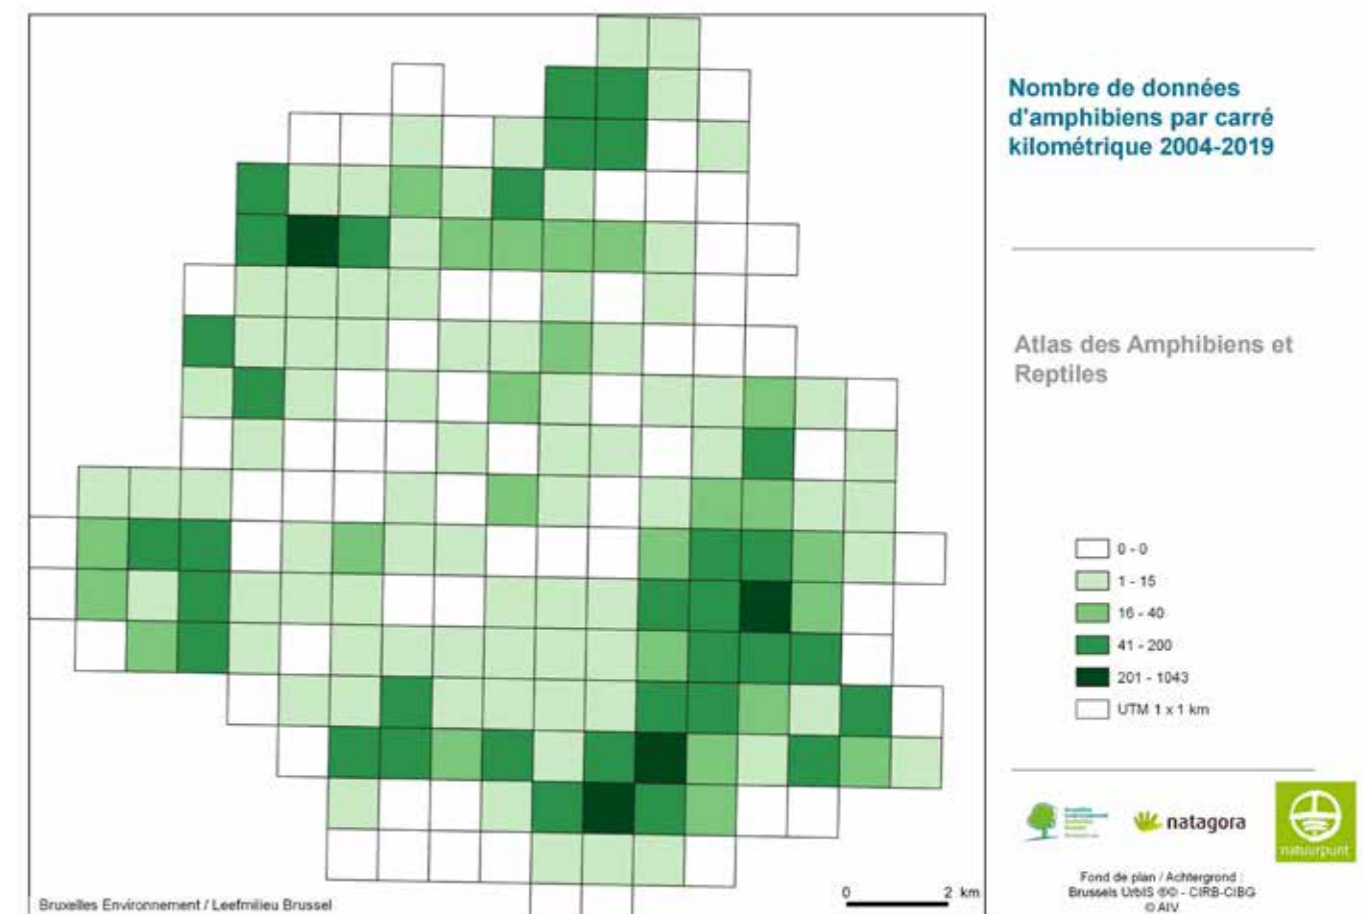 Nombre de données
d'amphibiens par carré
kilométrique 2004-2019
Atlas des Amphibiens et
Reptiles
0 - 0
1 - 15
16 - 40
41 - 200
201 - 1043
UTM 1 x 1 km
natagora
natuurpunt
Fond de plan / Achtergrond :
Brussels UrbIS ®© - CIRB-CIBG
© AIV
0 2 km
Bruxelles Environnement / Leefmilieu Brussel